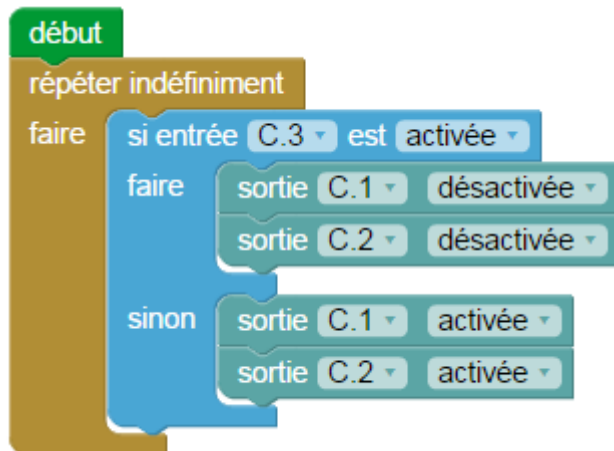 début
répéter indéfiniment
faire si entrée C.3 est activée
faire sortie C.1 désactivée
sortie C.2 désactivée
sinon sortie C.1 activée
sortie C.2 activée